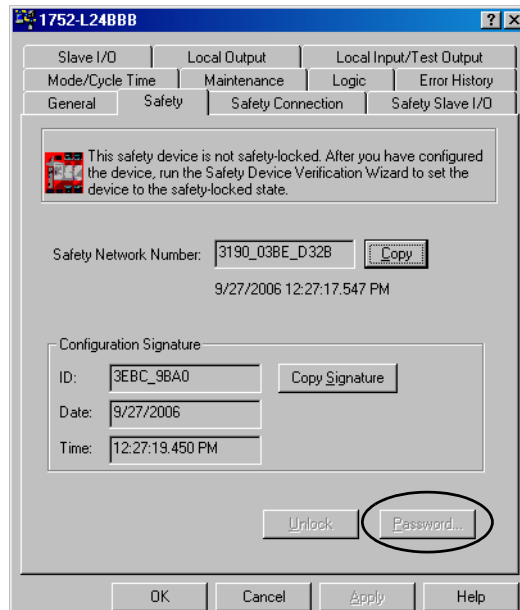 1752-L24BBB
Slave I/O Local Output Local Input/Test Output
Mode/Cycle Time Maintenance Logic Error History
General Safety Safety Connection Safety Slave I/O
This safety device is not safety-locked. After you have configured
the device, run the Safety Device Verification Wizard to set the
device to the safety-locked state.
Safety Network Number: 3190_03BE_D32B Copy
9/27/2006 12:27:17.547 PM
Configuration Signature
ID: 3EBC_9BA0 Copy Signature
Date: 9/27/2006
Time: 12:27:19.450 PM
Unlock Password...
OK Cancel Apply Help